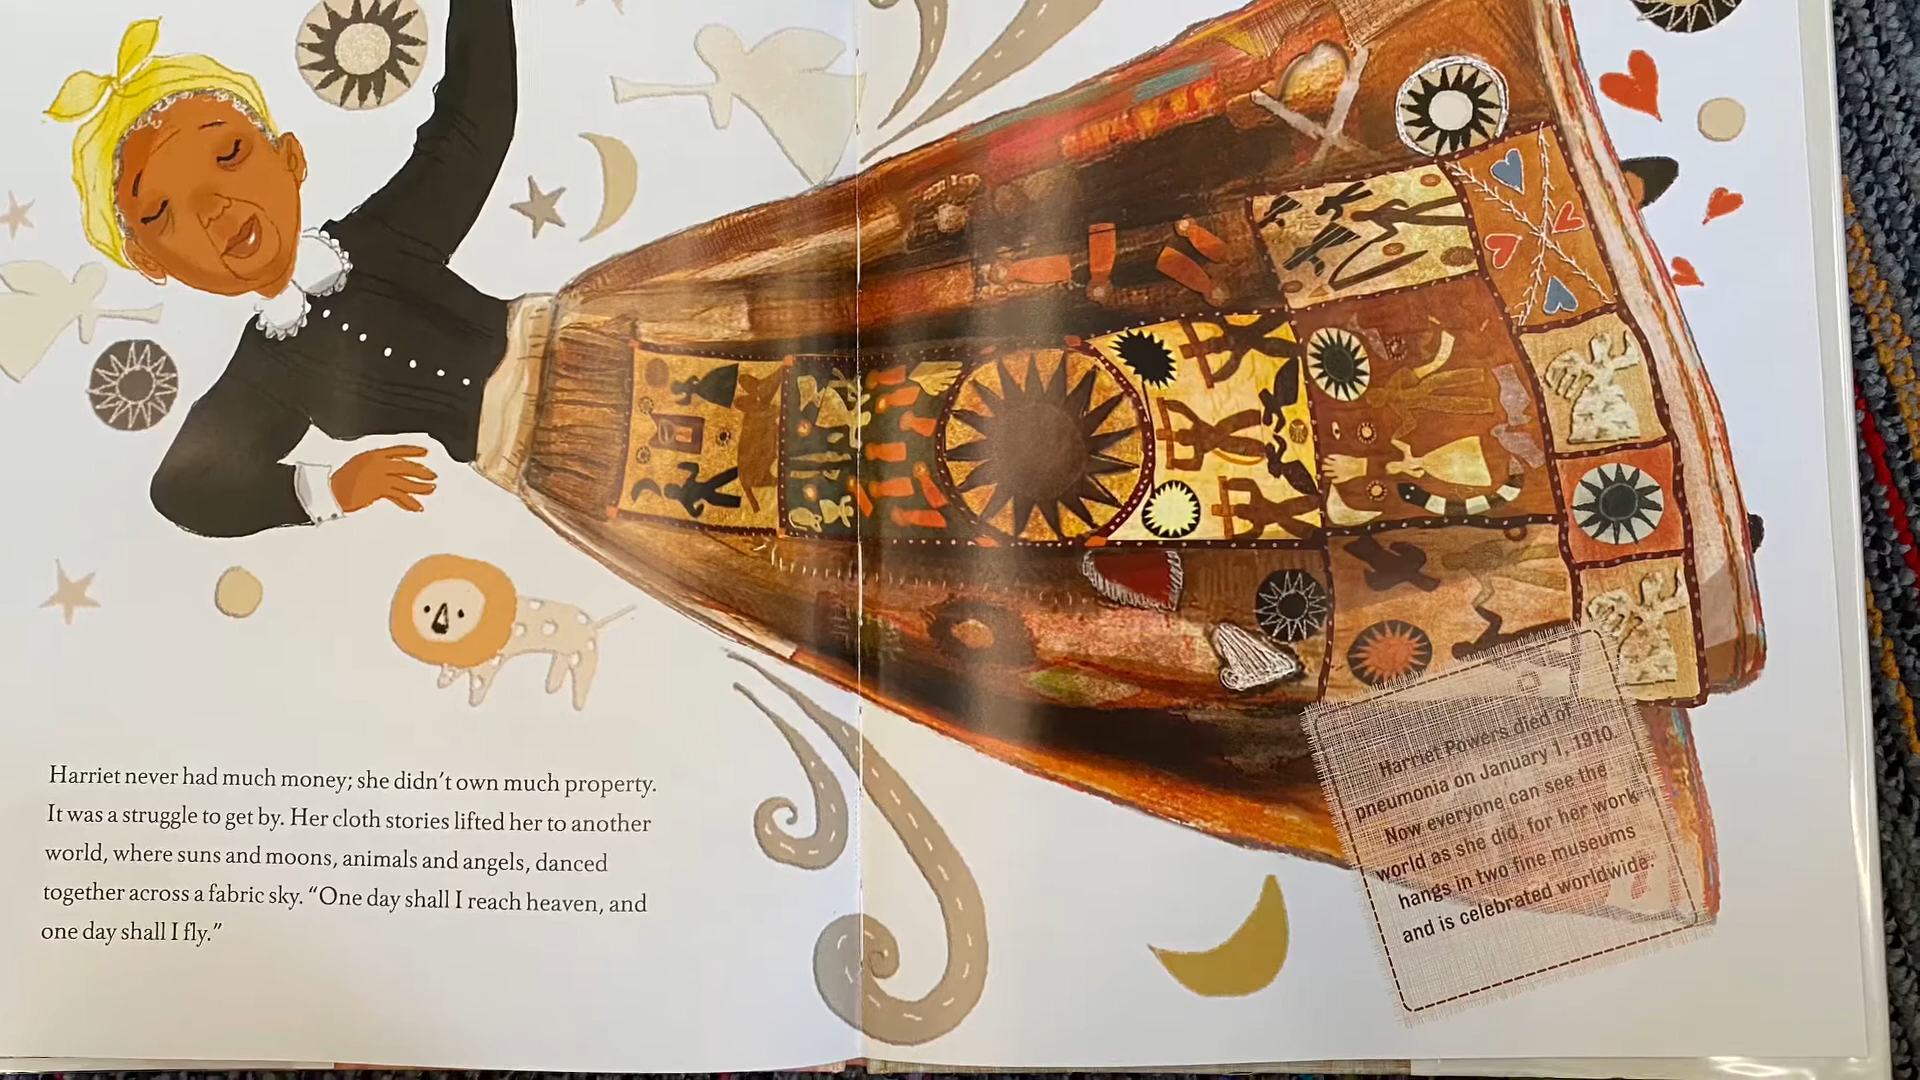 Harriet never had much money; she didn't own much property.
It was a struggle to get by. Her cloth stories lifted her to another
world, where suns and moons, animals and angels, danced
together across a fabric sky. “One day shall I reach heaven, and
one day shall I fly.”
Harriet Powers died of
pneumonia on January 1, 1910.
Now everyone can see the
world as she did, for her work
hangs in two fine museums
and is celebrated worldwide.